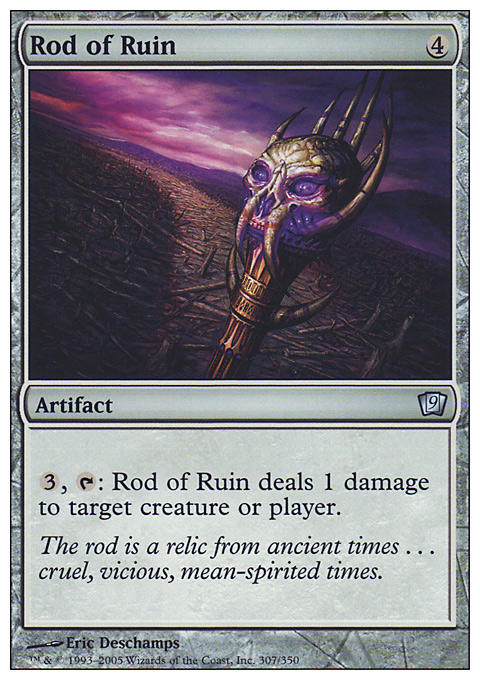 Rod of Ruin 4
Artifact 9
3, : Rod of Ruin deals 1 damage
to target creature or player.
The rod is a relic from ancient times . . .
cruel, vicious, mean-spirited times.
Eric Deschamps
™ & © 1993–2005 Wizards of the Coast, Inc. 307/350